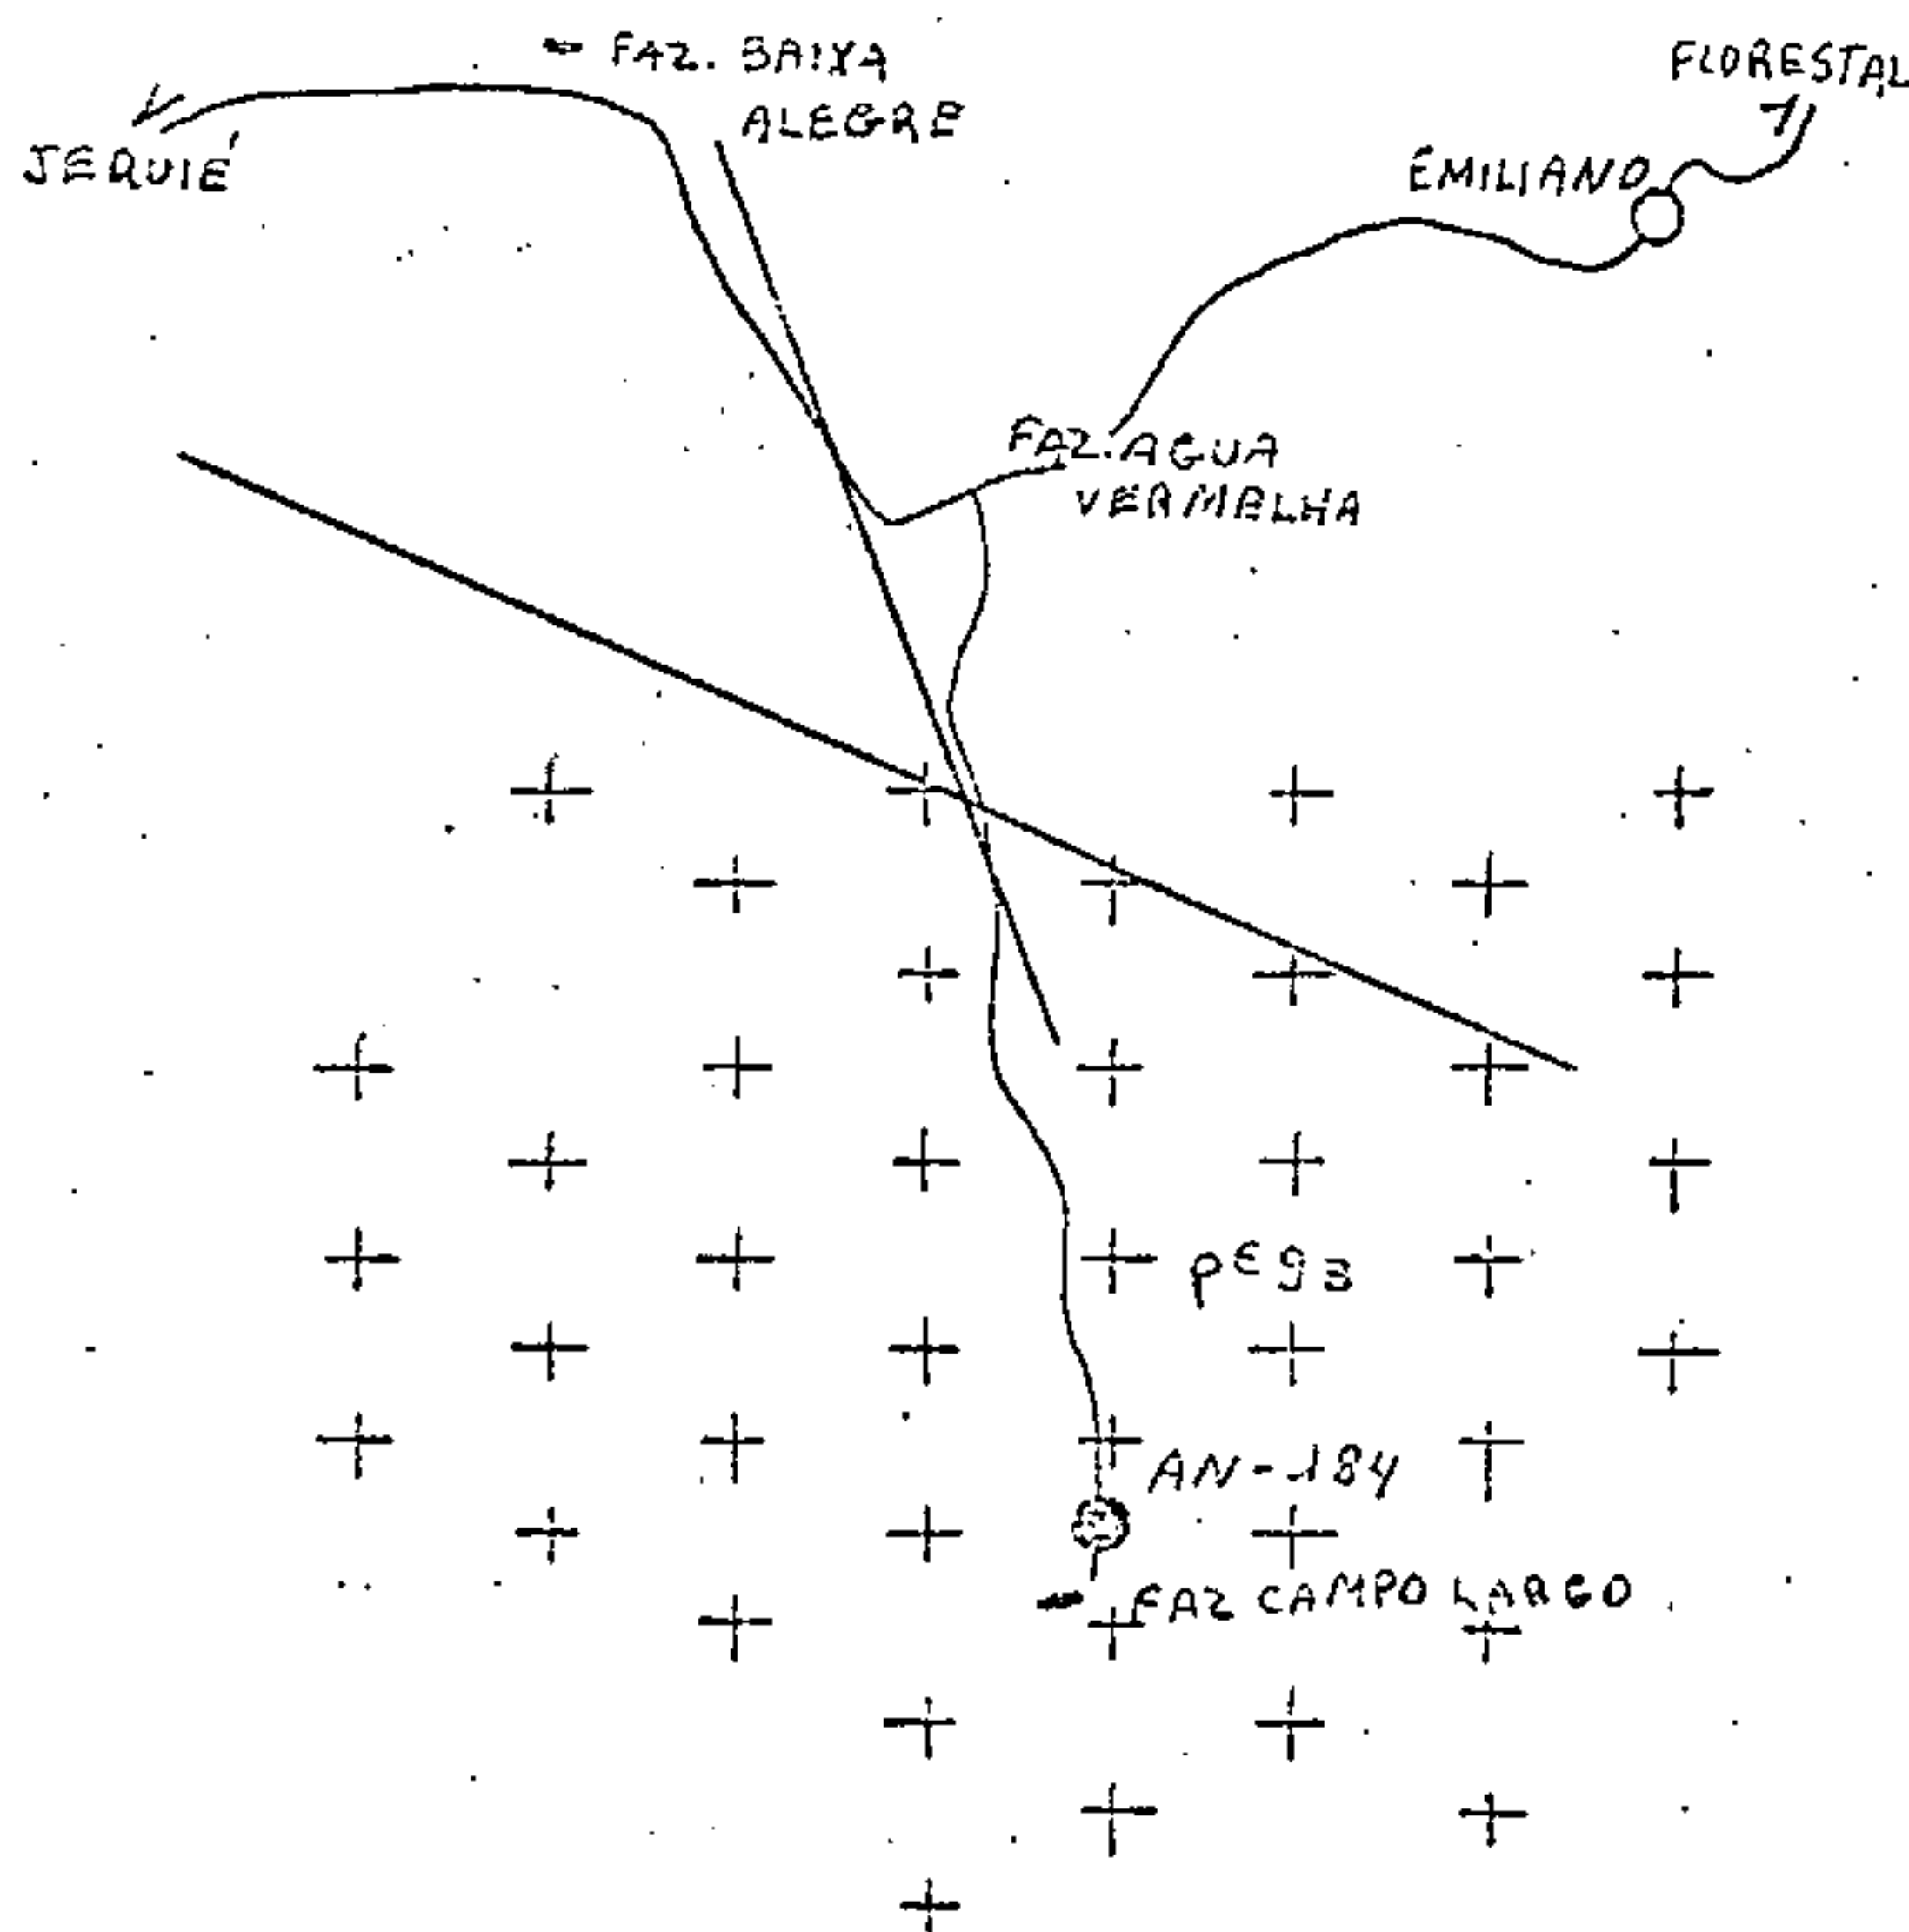 FAZ. BAIXA
ALEGRE
FLORESTAL
JEQUIÉ
EMILIANO
FAZ. AGUA
VERMELHA
AN-184
FAZ CAMPO LARGO